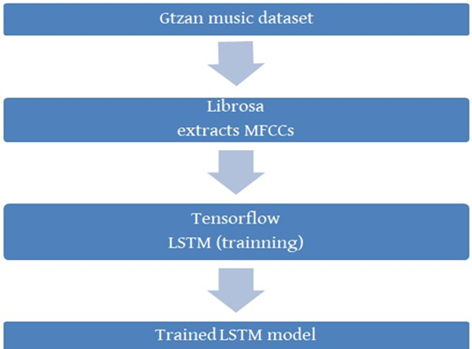 Gtzan music dataset
Librosa
extracts MFCCs
Tensorflow
LSTM (trainning)
Trained LSTM model